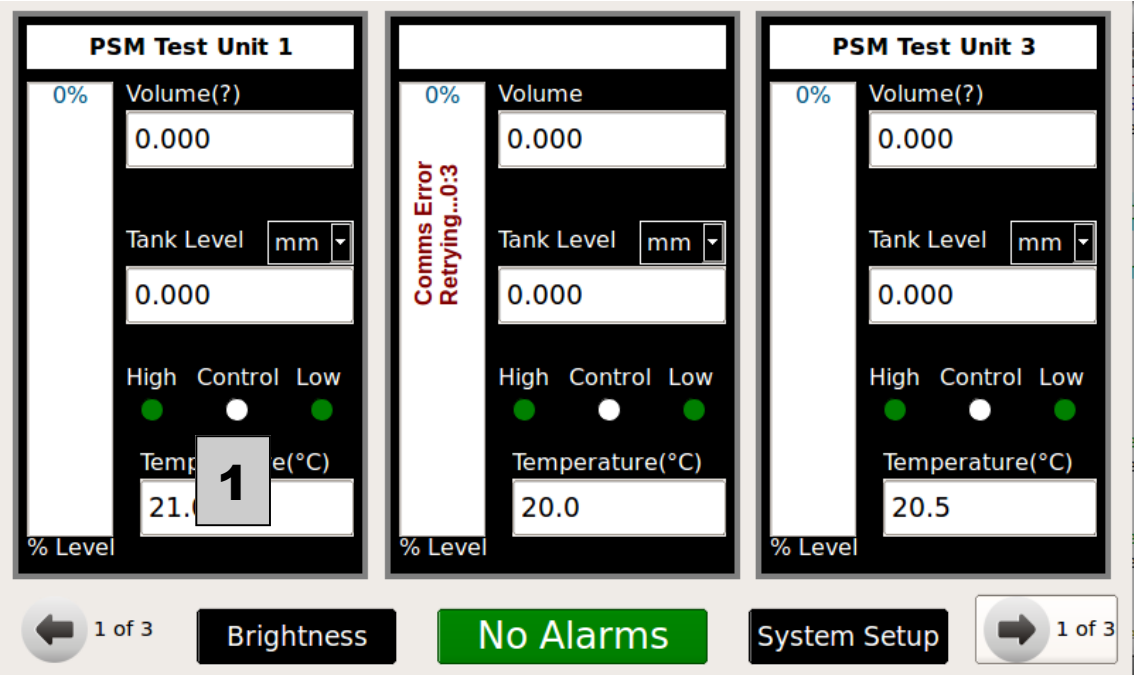 PSM Test Unit 1
0%
Volume(?)
0.000
Tank Level
mm
0.000
High Control Low
1
% Level
0%
Volume
0.000
Comms Error
Retrying...0:3
Tank Level
mm
0.000
High Control Low
Temperature(°C)
20.0
% Level
PSM Test Unit 3
0%
Volume(?)
0.000
Tank Level
mm
0.000
High Control Low
Temperature(°C)
20.5
% Level
1 of 3
Brightness
No Alarms
System Setup
1 of 3